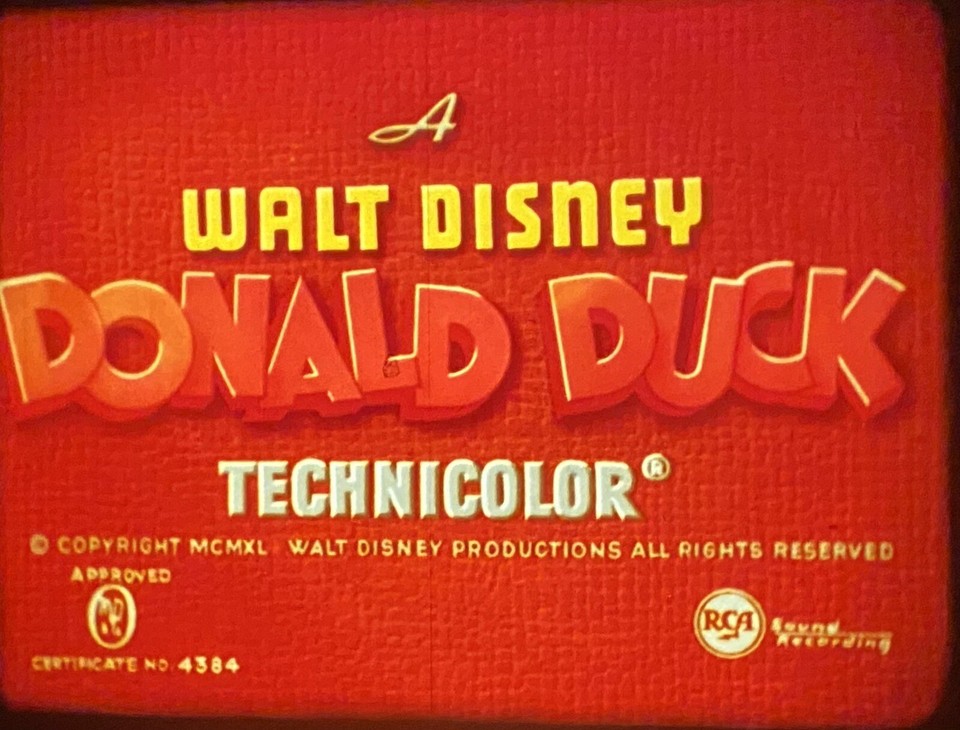 A
WALT DISNEY
DONALD DUCK
TECHNICOLOR®
© COPYRIGHT MCMXL WALT DISNEY PRODUCTIONS ALL RIGHTS RESERVED
APPROVED
CERTIFICATE NO. 4384
RCA Sound
Recording